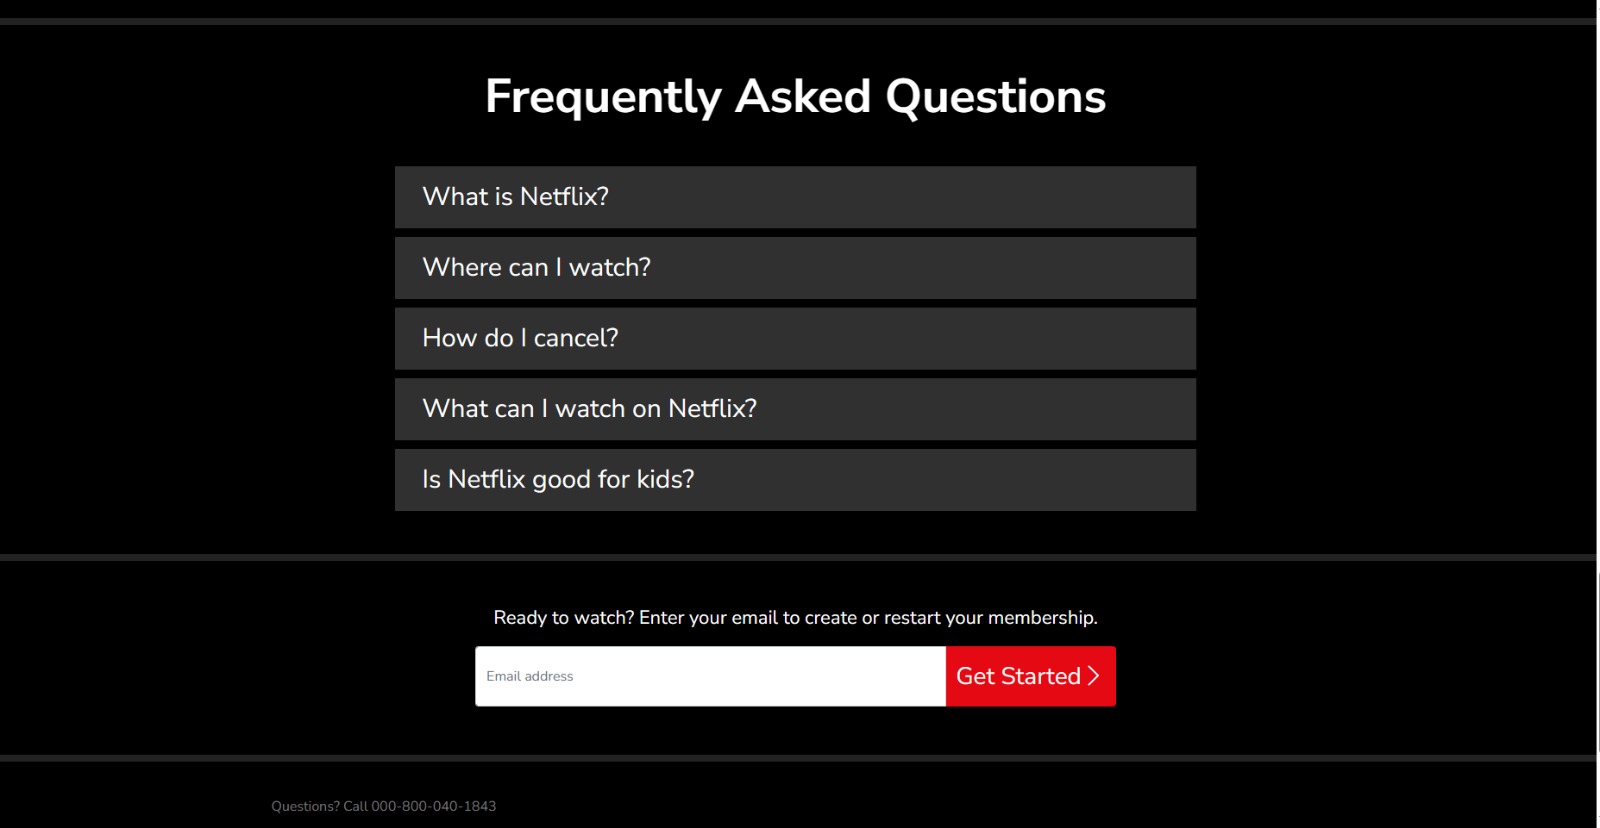 Frequently Asked Questions
What is Netflix?
Where can I watch?
How do I cancel?
What can I watch on Netflix?
Is Netflix good for kids?
Ready to watch? Enter your email to create or restart your membership.
Email address
Get Started
Questions? Call 000-800-040-1843